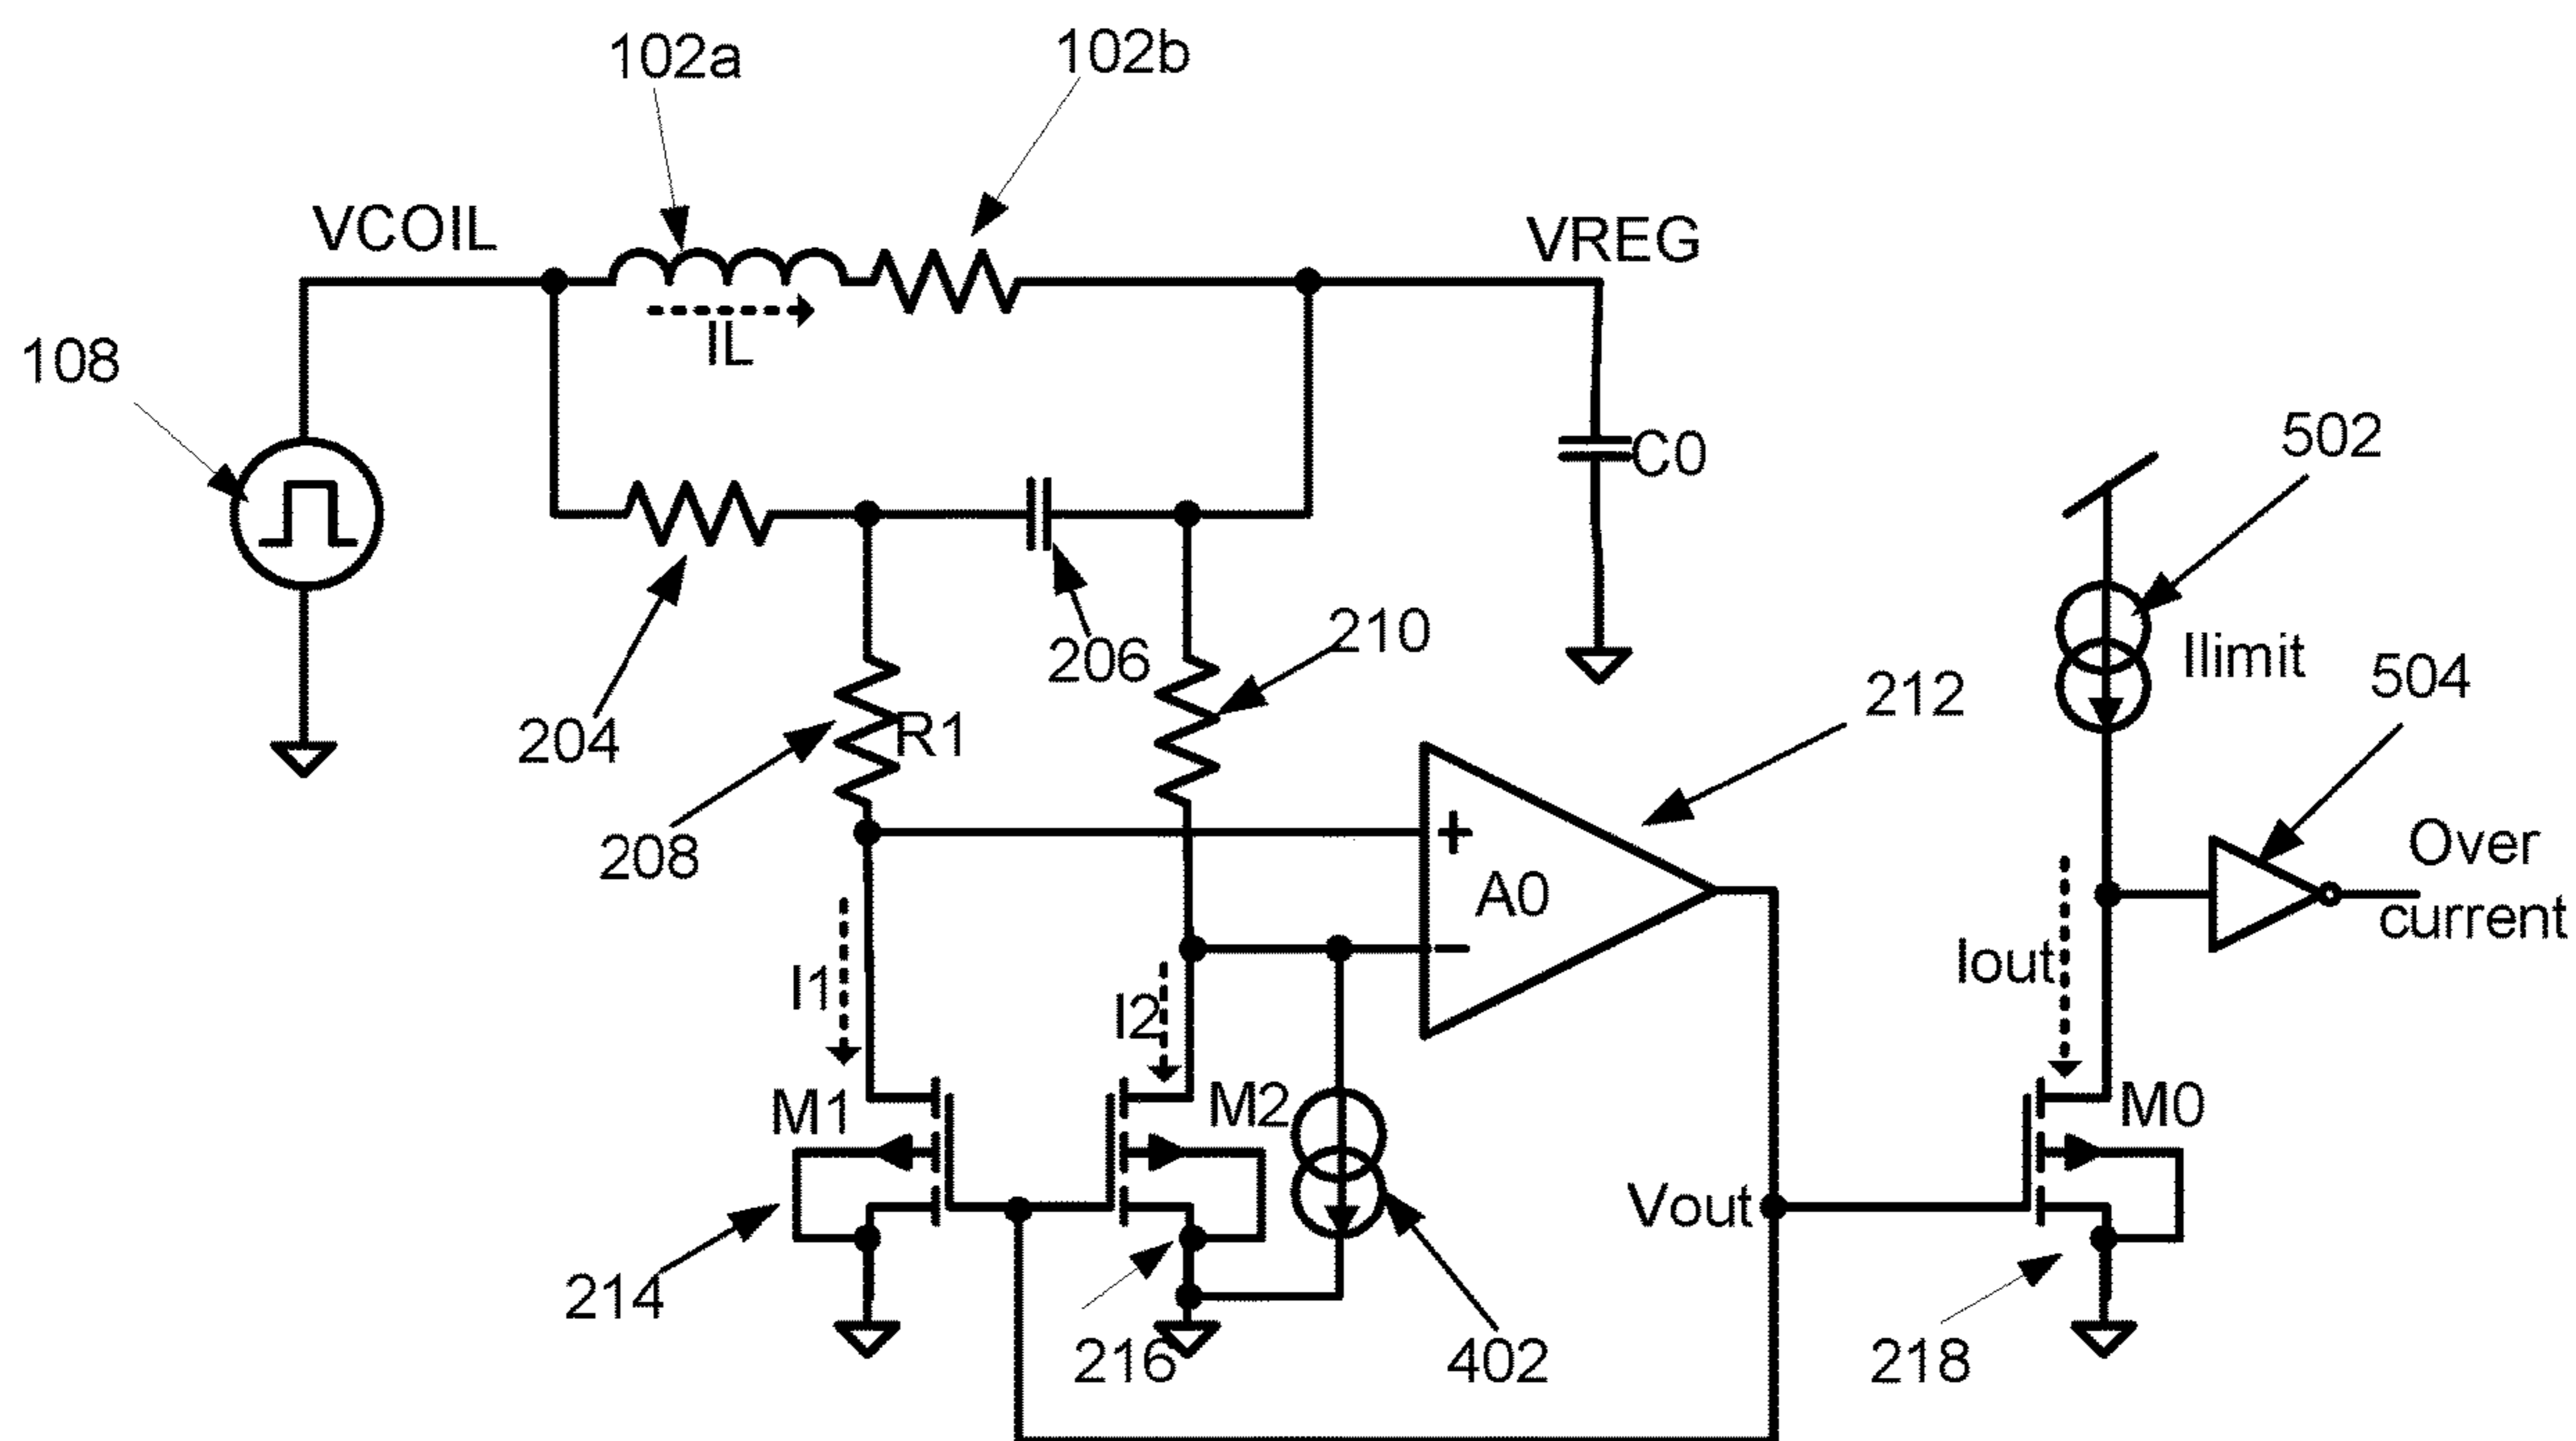 102a
102b
VCOIL
VREG
IL
108
C0
502
204
206
210
Ilimit
504
R1
212
208
+
A0
Over
current
−
I1
I2
Iout
M1
M2
M0
Vout
214
216
402
218